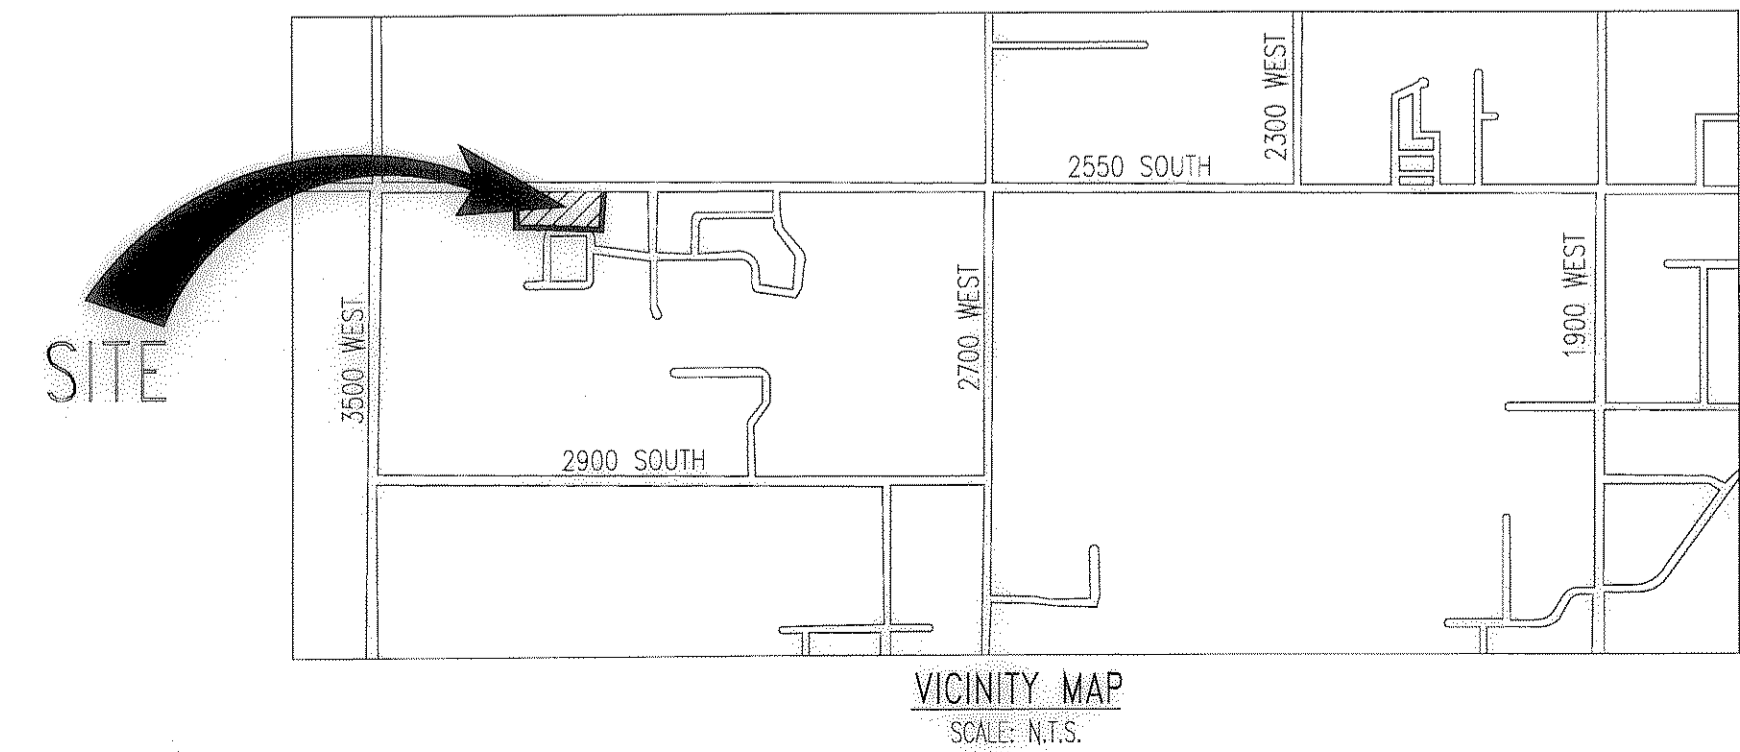 2300 WEST
2550 SOUTH
SITE
3500 WEST
2700 WEST
1900 WEST
2900 SOUTH
VICINITY MAP
SCALE: N.T.S.